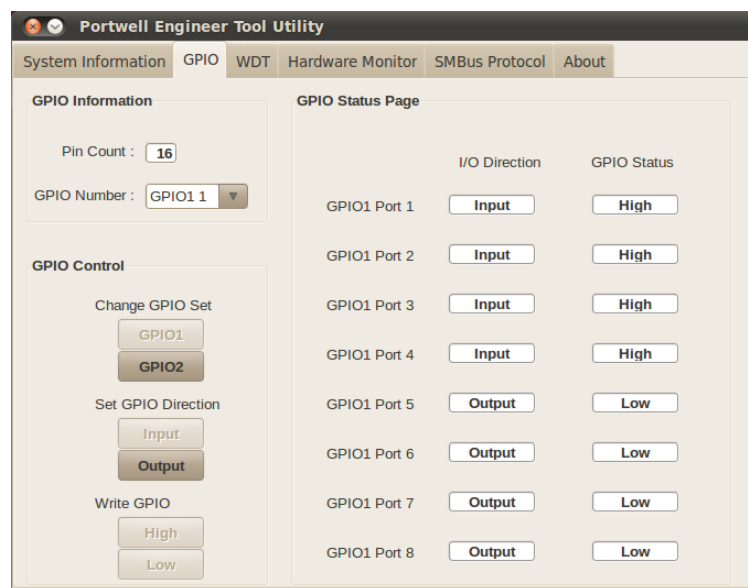 Portwell Engineer Tool Utility
System Information GPIO WDT Hardware Monitor SMBus Protocol About
GPIO Information
Pin Count : 16
GPIO Number : GPIO1 1
GPIO Control
Change GPIO Set
GPIO1
GPIO2
Set GPIO Direction
Input
Output
Write GPIO
High
Low
GPIO Status Page
I/O Direction GPIO Status
GPIO1 Port 1 Input High
GPIO1 Port 2 Input High
GPIO1 Port 3 Input High
GPIO1 Port 4 Input High
GPIO1 Port 5 Output Low
GPIO1 Port 6 Output Low
GPIO1 Port 7 Output Low
GPIO1 Port 8 Output Low